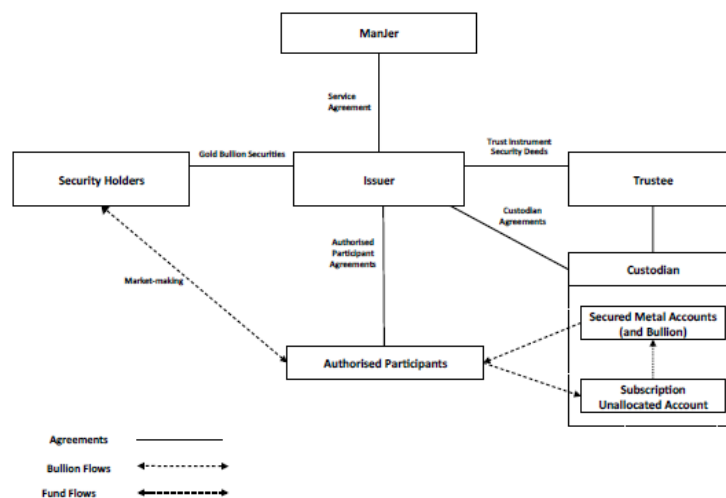 ManJer
Service
Agreement
Gold Bullion Securities
Trust Instrument
Security Deeds
Security Holders
Issuer
Trustee
Custodian
Agreements
Authorised
Participant
Agreements
Custodian
Market-making
Secured Metal Accounts
(and Bullion)
Authorised Participants
Subscription
Unallocated Account
Agreements
Bullion Flows
Fund Flows